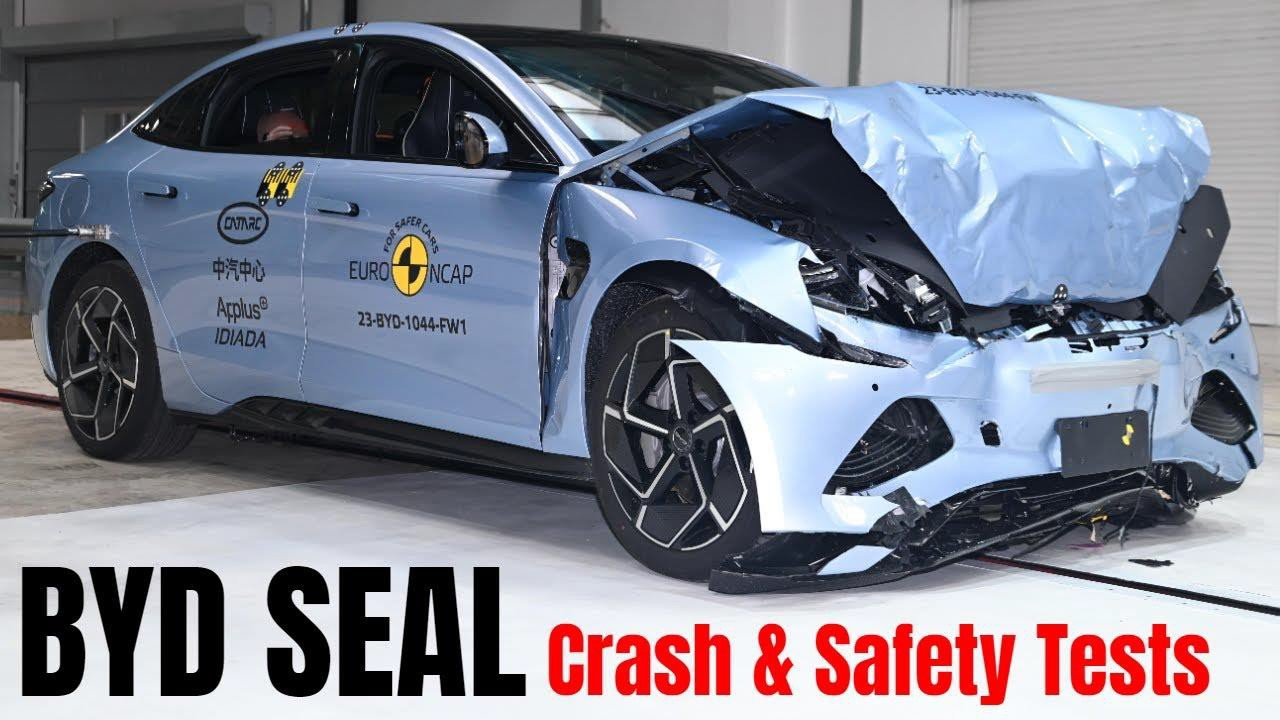 23-BYD-1044-FW1
CATARC
中汽中心
Applus+
IDIADA
FOR SAFER CARS
EURO NCAP
23-BYD-1044-FW1
BYD SEAL
Crash & Safety Tests